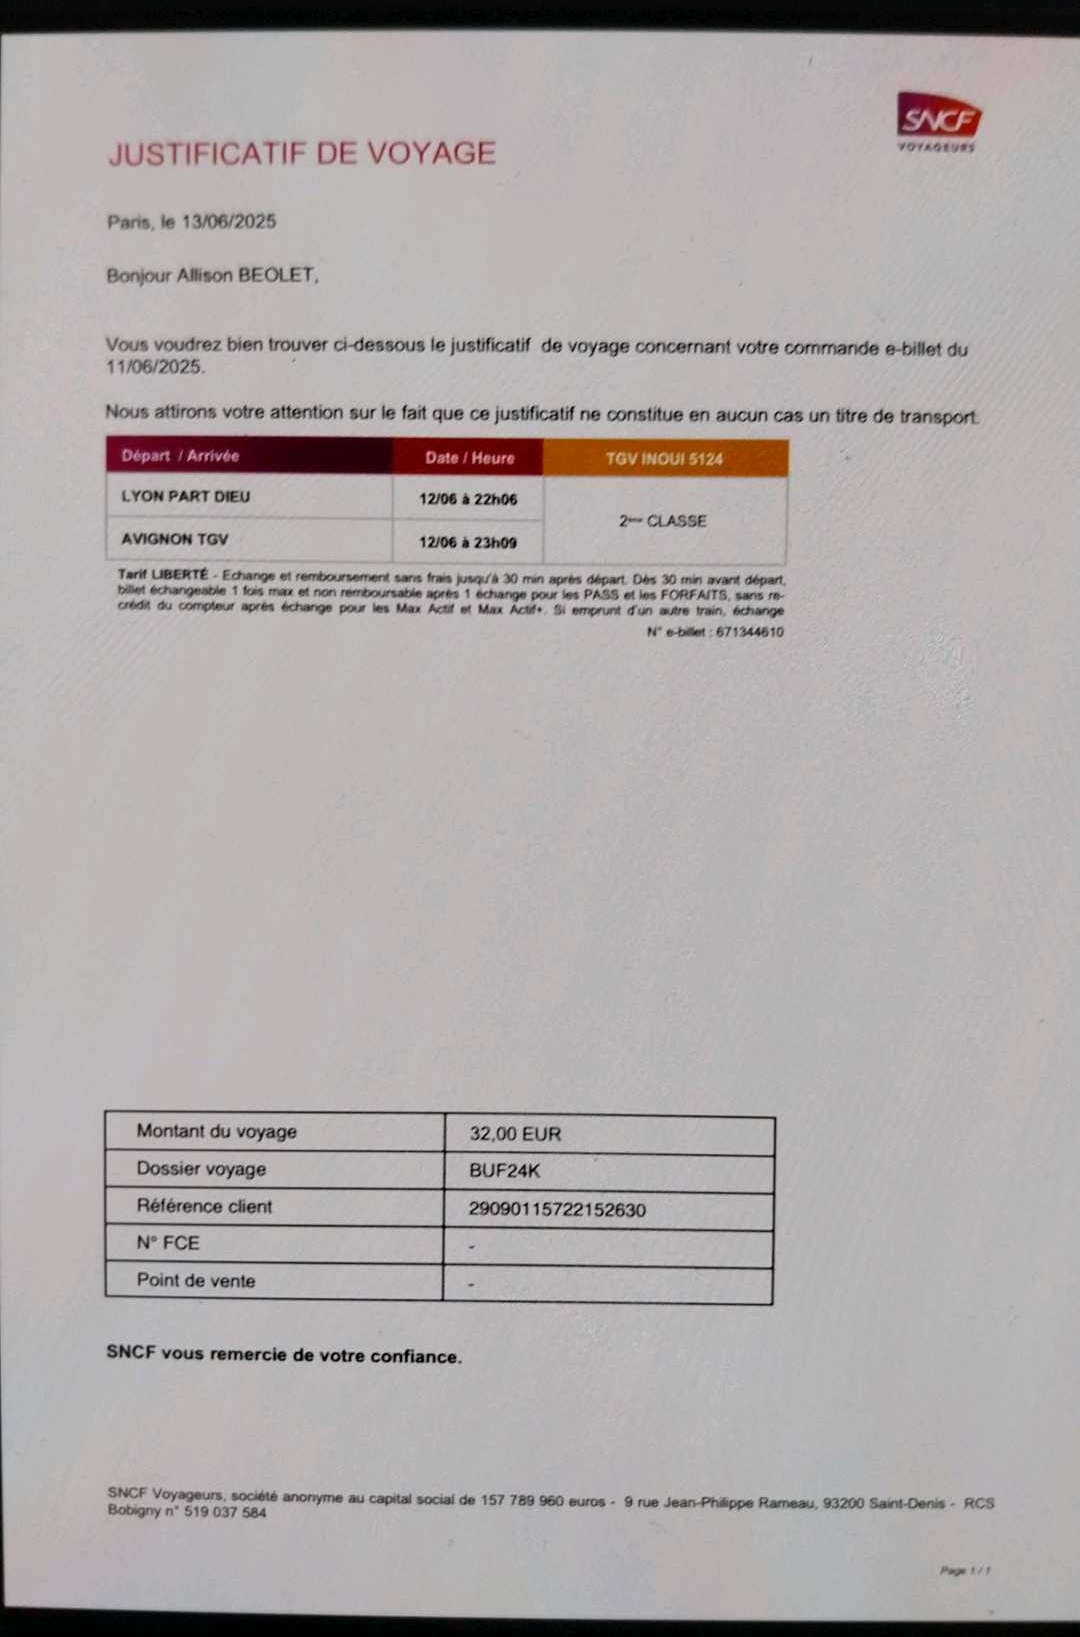 SNCF
VOYAGEURS
JUSTIFICATIF DE VOYAGE
Paris, le 13/06/2025
Bonjour Allison BEOLET,
Vous voudrez bien trouver ci-dessous le justificatif de voyage concernant votre commande e-billet du
11/06/2025.
Nous attirons votre attention sur le fait que ce justificatif ne constitue en aucun cas un titre de transport.
Départ / Arrivée Date / Heure TGV INOUI 5124
LYON PART DIEU 12/06 à 22h06
2ème CLASSE
AVIGNON TGV 12/06 à 23h09
Tarif LIBERTÉ - Echange et remboursement sans frais jusqu'à 30 min après départ. Dès 30 min avant départ,
billet échangeable 1 fois max et non remboursable après 1 échange pour les PASS et les FORFAITS, sans re-
crédit du compteur après échange pour les Max Actif et Max Actif+. Si emprunt d'un autre train, échange
N° e-billet : 671344610
Montant du voyage 32,00 EUR
Dossier voyage BUF24K
Référence client 29090115722152630
N° FCE -
Point de vente -
SNCF vous remercie de votre confiance.
SNCF Voyageurs, société anonyme au capital social de 157 789 960 euros - 9 rue Jean-Philippe Rameau, 93200 Saint-Denis - RCS
Bobigny n° 519 037 584
Page 1 / 1